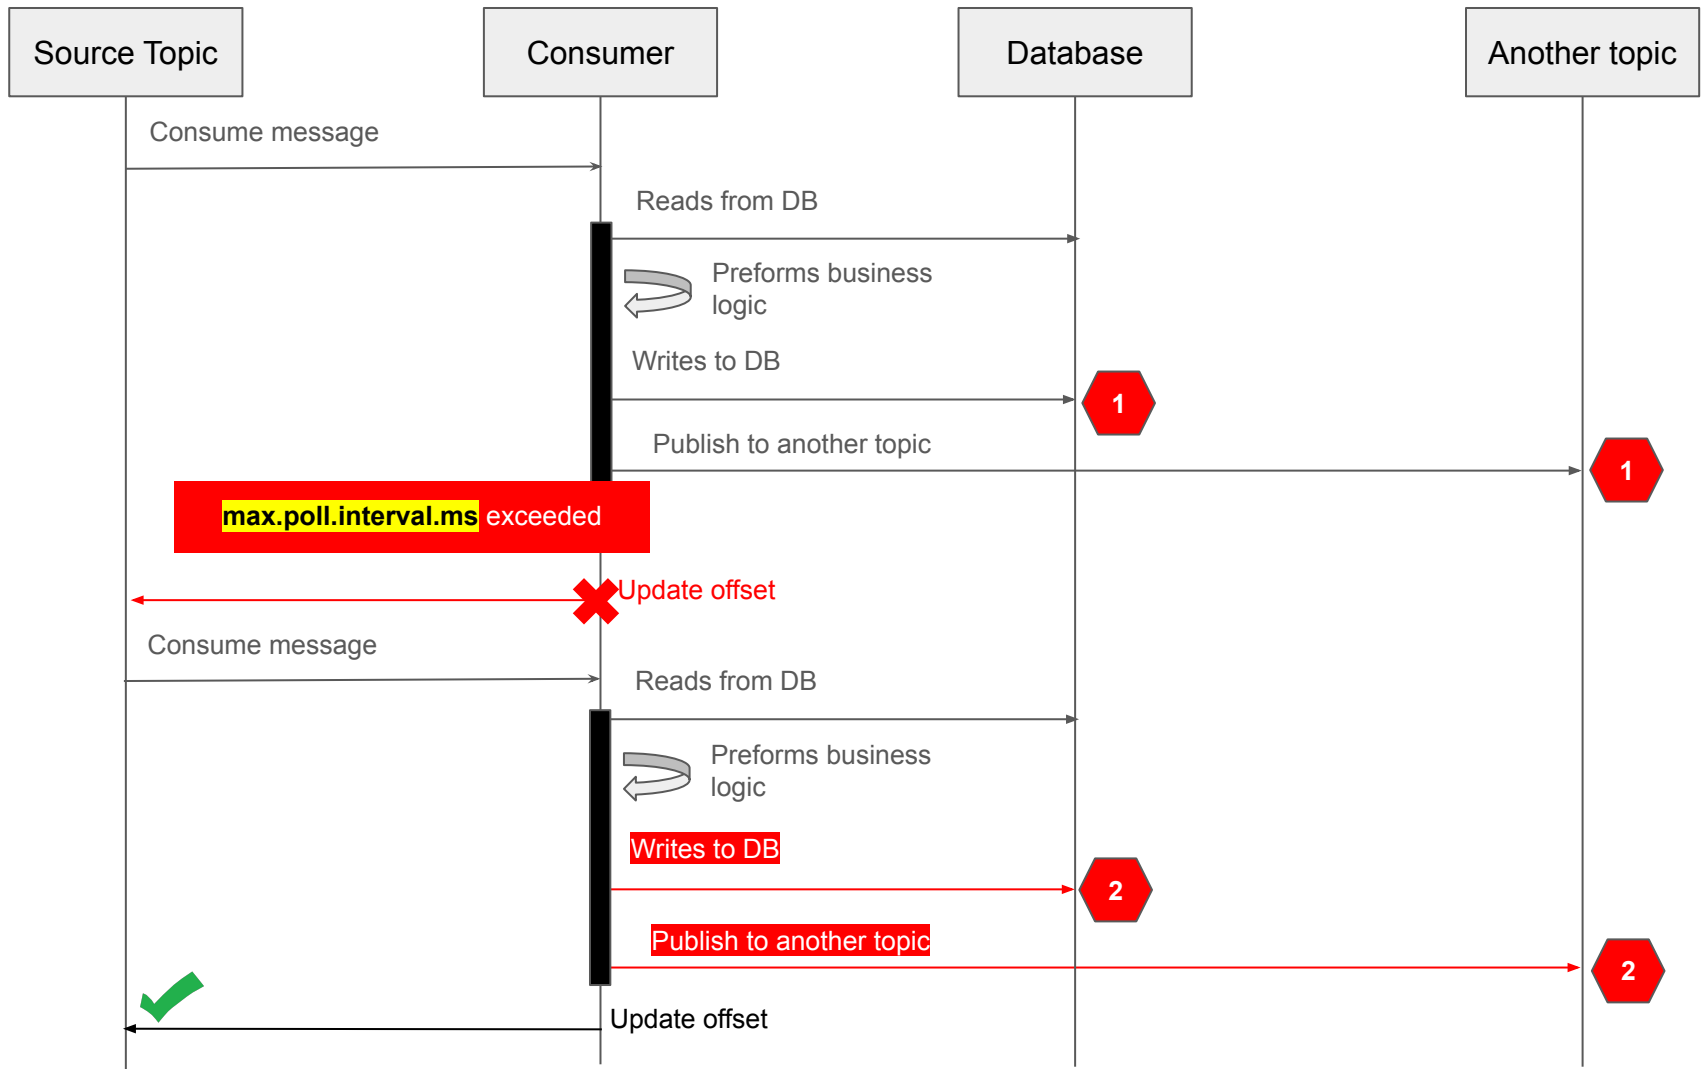 Source Topic
Consumer
Database
Another topic
Consume message
Reads from DB
Preforms business
logic
Writes to DB
1
Publish to another topic
1
max.poll.interval.ms exceeded
Update offset
Consume message
Reads from DB
Preforms business
logic
Writes to DB
2
Publish to another topic
2
Update offset